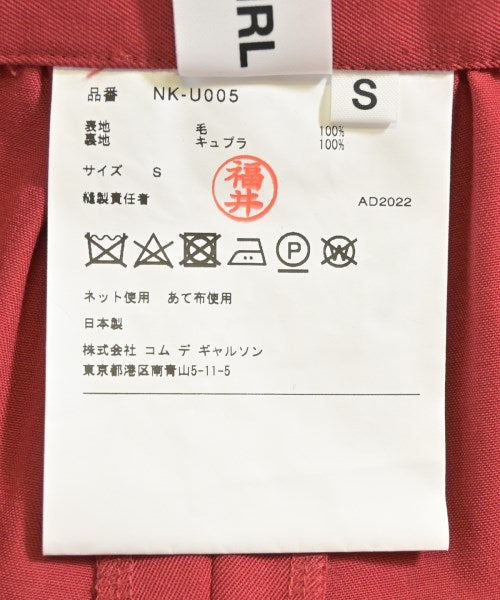 IRL
S
品番 NK-U005
表地 毛 100%
裏地 キュプラ 100%
サイズ S
福井
縫製責任者
AD2022
P
W
ネット使用 あて布使用
日本製
株式会社 コム デ ギャルソン
東京都港区南青山5-11-5